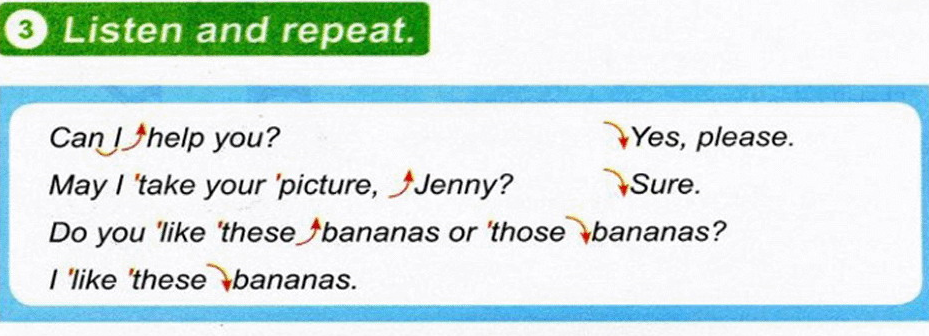 3 Listen and repeat.
Can I help you? Yes, please.
May I 'take your 'picture, Jenny? Sure.
Do you 'like 'these bananas or 'those bananas?
I 'like 'these bananas.